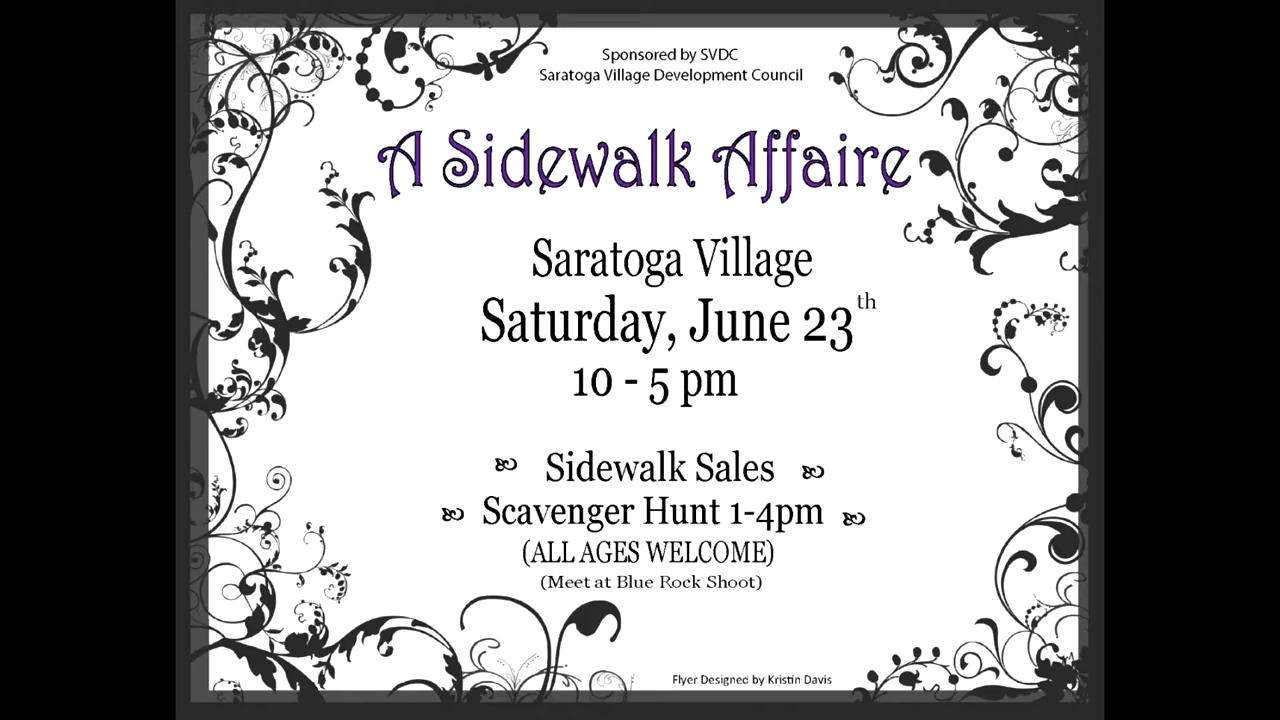 Sponsored by SVDC
Saratoga Village Development Council
A Sidewalk Affaire
Saratoga Village
Saturday, June 23th
10 - 5 pm
Sidewalk Sales
Scavenger Hunt 1-4pm
(ALL AGES WELCOME)
(Meet at Blue Rock Shoot)
Flyer Designed by Kristin Davis